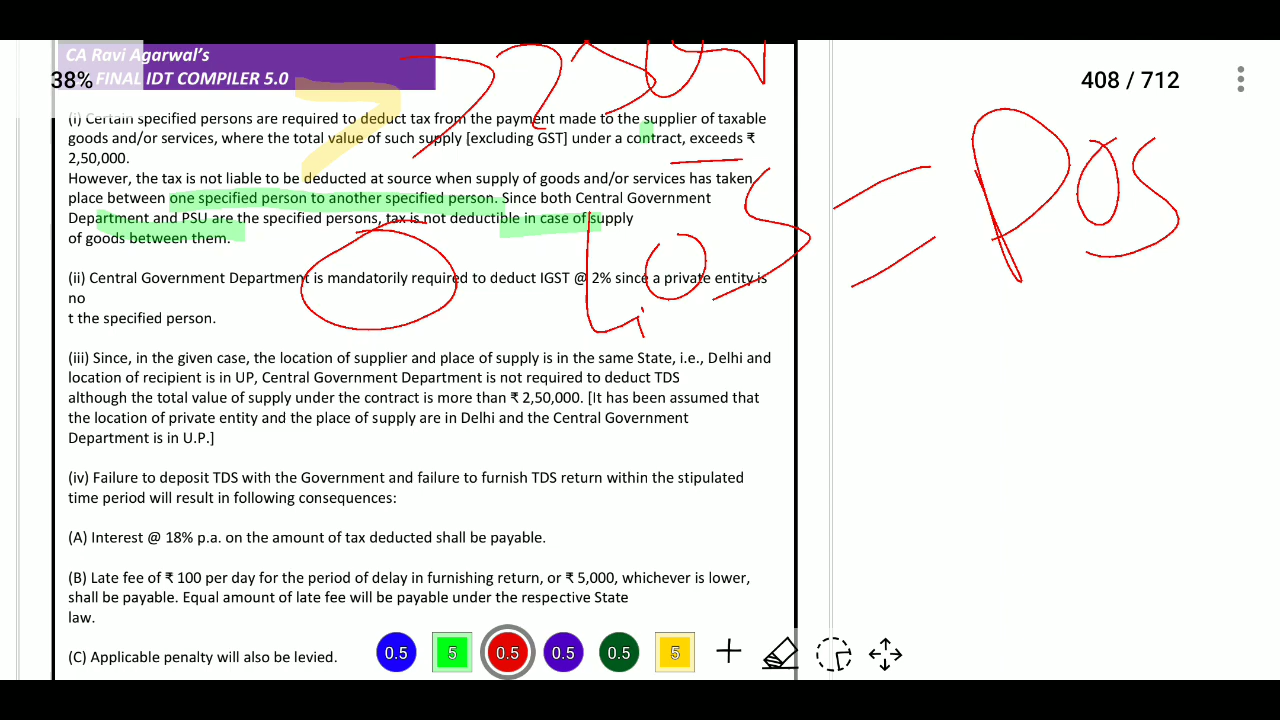 CA Ravi Agarwal's
38% FINAL IDT COMPILER 5.0
408 / 712
(i) Certain specified persons are required to deduct tax from the payment made to the supplier of taxable
goods and/or services, where the total value of such supply [excluding GST] under a contract, exceeds ₹
2,50,000.
However, the tax is not liable to be deducted at source when supply of goods and/or services has taken
place between one specified person to another specified person. Since both Central Government
Department and PSU are the specified persons, tax is not deductible in case of supply
of goods between them.
LOS = POS
(ii) Central Government Department is mandatorily required to deduct IGST @ 2% since a private entity is
no
t the specified person.
(iii) Since, in the given case, the location of supplier and place of supply is in the same State, i.e., Delhi and
location of recipient is in UP, Central Government Department is not required to deduct TDS
although the total value of supply under the contract is more than ₹ 2,50,000. [It has been assumed that
the location of private entity and the place of supply are in Delhi and the Central Government
Department is in U.P.]
(iv) Failure to deposit TDS with the Government and failure to furnish TDS return within the stipulated
time period will result in following consequences:
(A) Interest @ 18% p.a. on the amount of tax deducted shall be payable.
(B) Late fee of ₹ 100 per day for the period of delay in furnishing return, or ₹ 5,000, whichever is lower,
shall be payable. Equal amount of late fee will be payable under the respective State
law.
(C) Applicable penalty will also be levied.
0.5 5 0.5 0.5 0.5 5